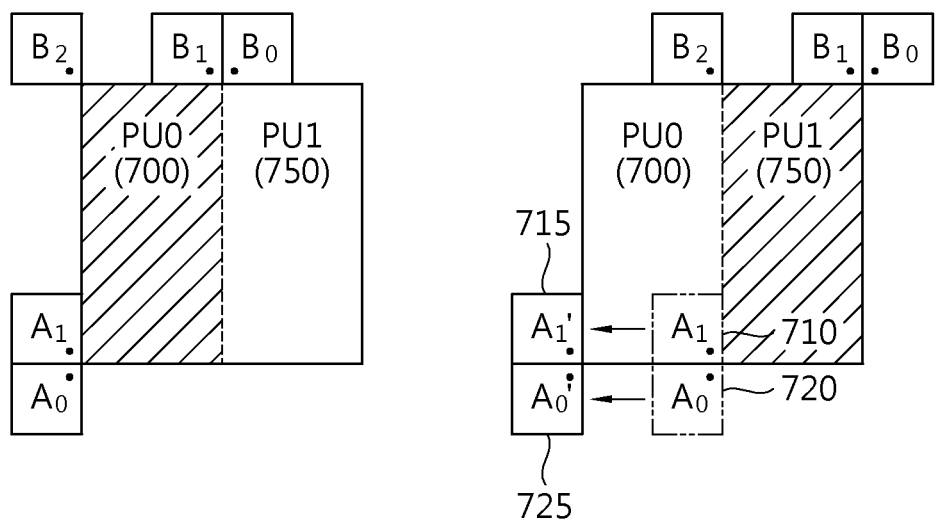 B2 B1 B0 B2 B1 B0
PU0 PU1 PU0 PU1
(700) (750) (700) (750)
715
A1 A1' A1 710
A0 A0' A0 720
725